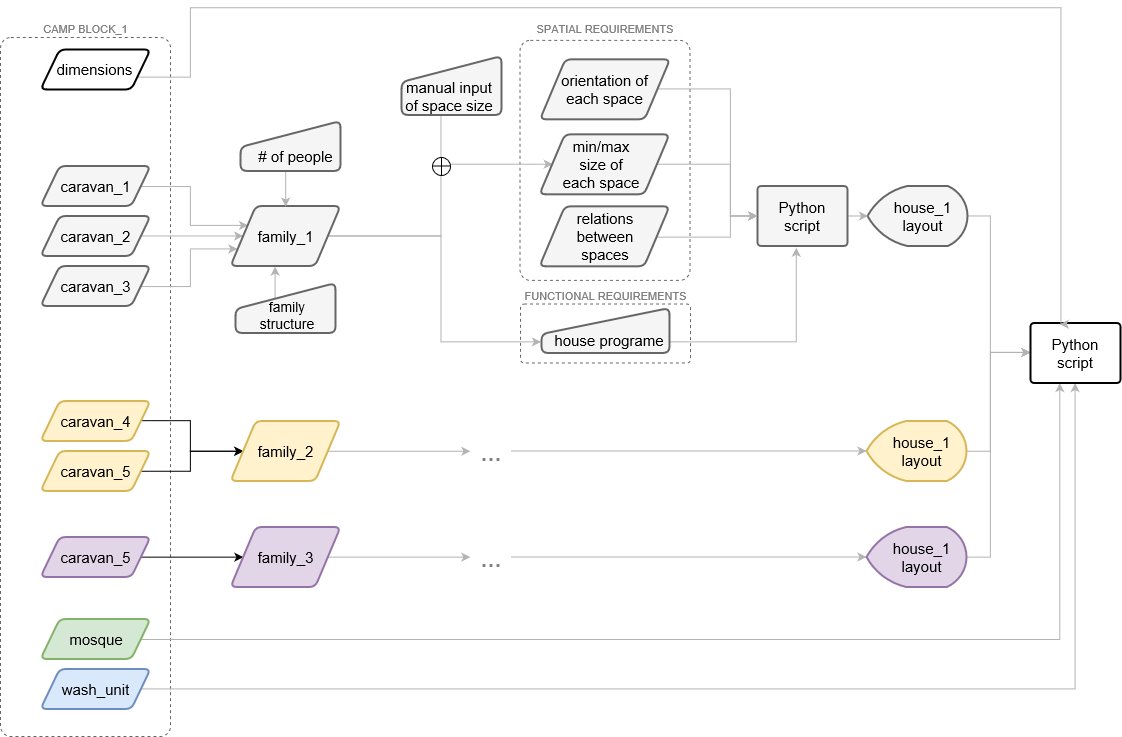 CAMP BLOCK_1
dimensions
caravan_1
caravan_2
caravan_3
# of people
family_1
family
structure
manual input
of space size
SPATIAL REQUIREMENTS
orientation of
each space
min/max
size of
each space
relations
between
spaces
FUNCTIONAL REQUIREMENTS
house programe
Python
script
house_1
layout
Python
script
caravan_4
caravan_5
family_2
...
house_1
layout
caravan_5
family_3
...
house_1
layout
mosque
wash_unit